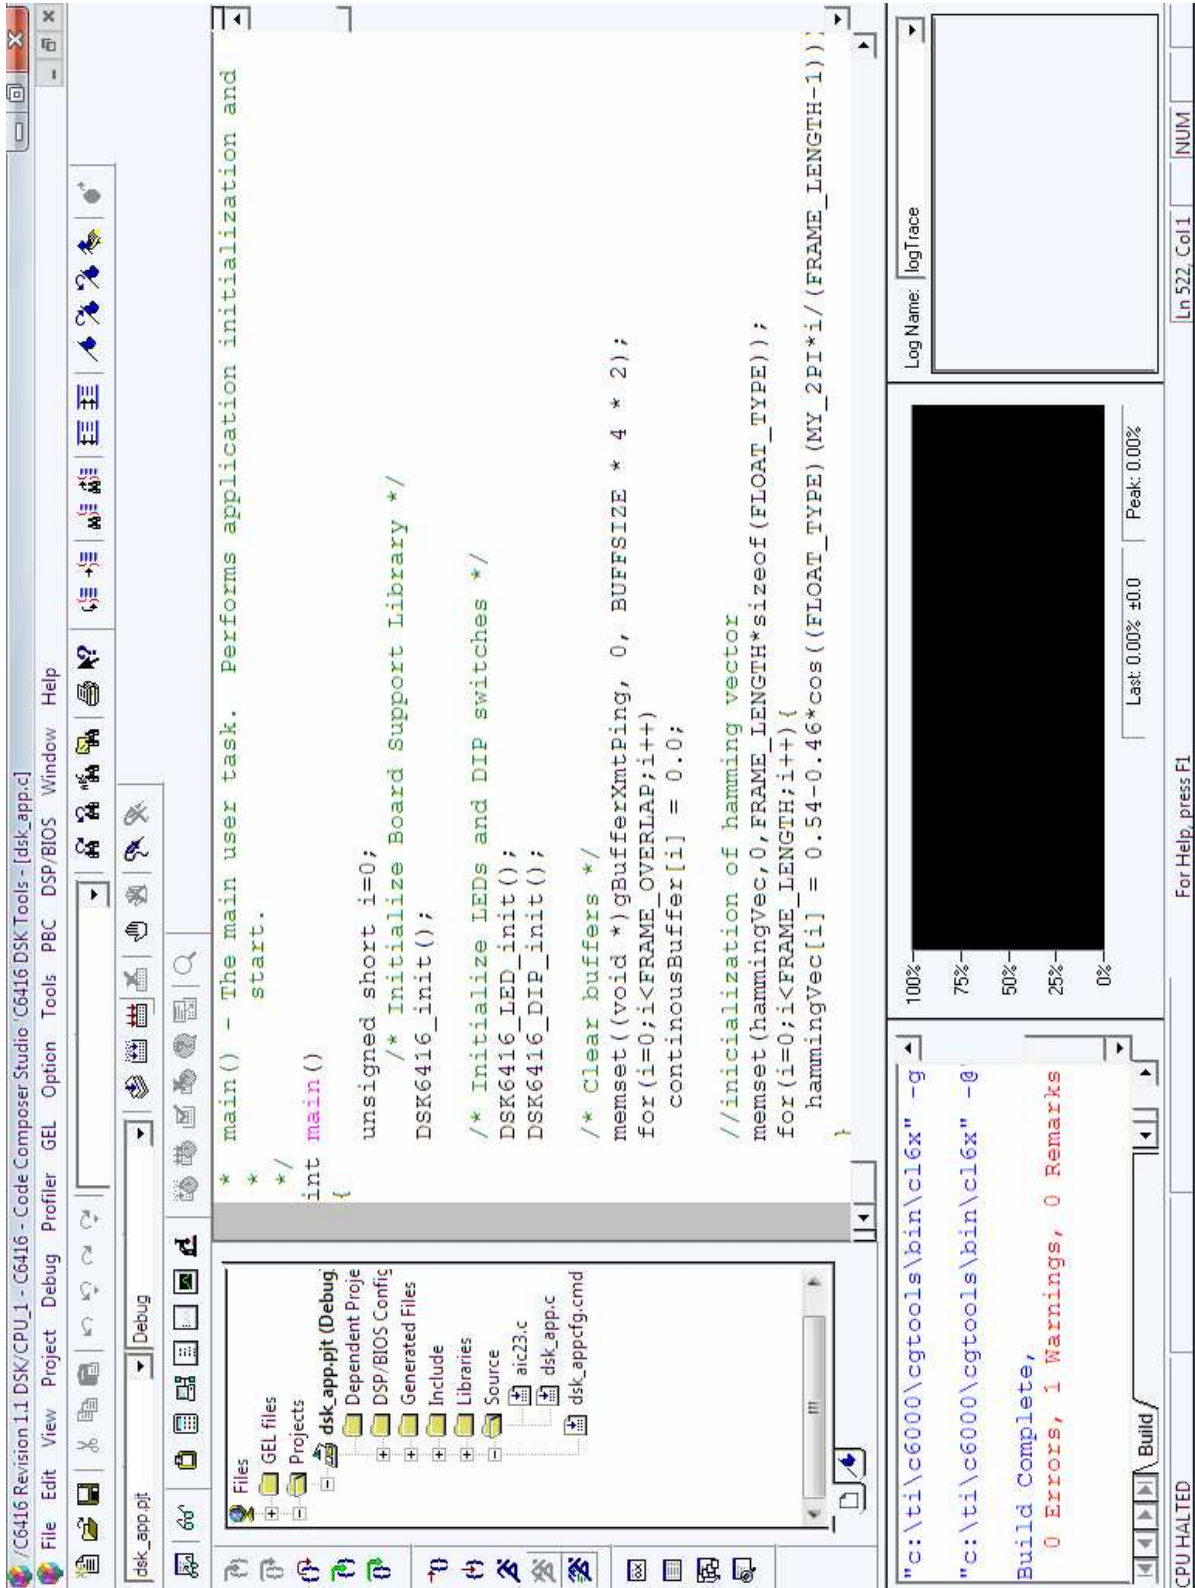 /C6416 Revision 1.1 DSK/CPU_1 - C6416 - Code Composer Studio 'C6416 DSK Tools - [dsk_app.c]
File Edit View Project Debug Profiler GEL Option Tools PBC DSP/BIOS Window Help
dsk_app.pjt Debug
Files
GEL files
Projects
dsk_app.pjt (Debug
Dependent Proje
DSP/BIOS Config
Generated Files
Include
Libraries
Source
aic23.c
dsk_app.c
dsk_appcfg.cmd
* main() - The main user task. Performs application initialization and
* start.
*/
int main()
{
unsigned short i=0;
/* Initialize Board Support Library */
DSK6416_init();
/* Initialize LEDs and DIP switches */
DSK6416_LED_init();
DSK6416_DIP_init();
/* Clear buffers */
memset((void *)gBufferXmtPing, 0, BUFFSIZE * 4 * 2);
for(i=0;i<FRAME_OVERLAP;i++)
continousBuffer[i] = 0.0;
//inicialization of hamming vector
memset(hammingVec,0,FRAME_LENGTH*sizeof(FLOAT_TYPE));
for(i=0;i<FRAME_LENGTH;i++){
hammingVec[i] = 0.54-0.46*cos((FLOAT_TYPE)(MY_2PI*i/(FRAME_LENGTH-1)));
}
"c:\ti\c6000\cgtools\bin\cl6x" -g
"c:\ti\c6000\cgtools\bin\cl6x" -@
Build Complete,
0 Errors, 1 Warnings, 0 Remarks
Build
100%
75%
50%
25%
0%
Last: 0.00% ±0.0 Peak: 0.00%
Log Name: logTrace
CPU HALTED For Help, press F1 Ln 522, Col 1 NUM